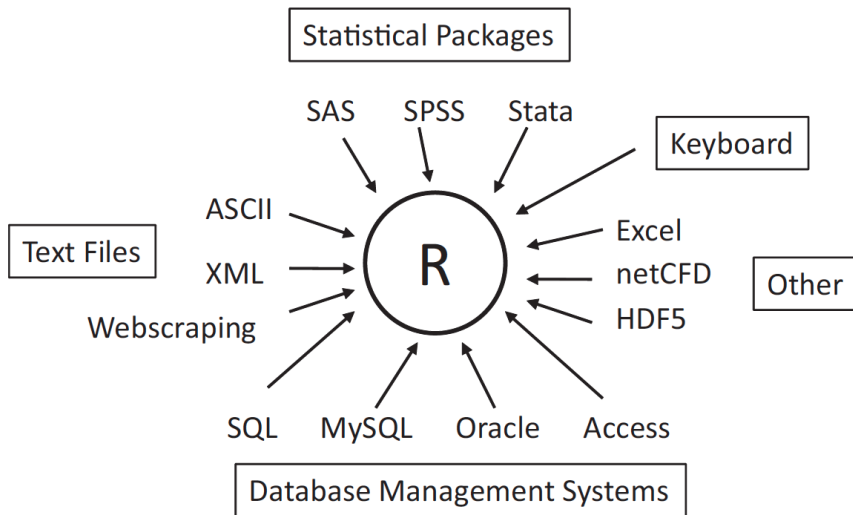 Statistical Packages
SAS SPSS Stata
Keyboard
ASCII
Excel
Text Files
R
XML
netCFD
Other
Webscraping
HDF5
SQL MySQL Oracle Access
Database Management Systems